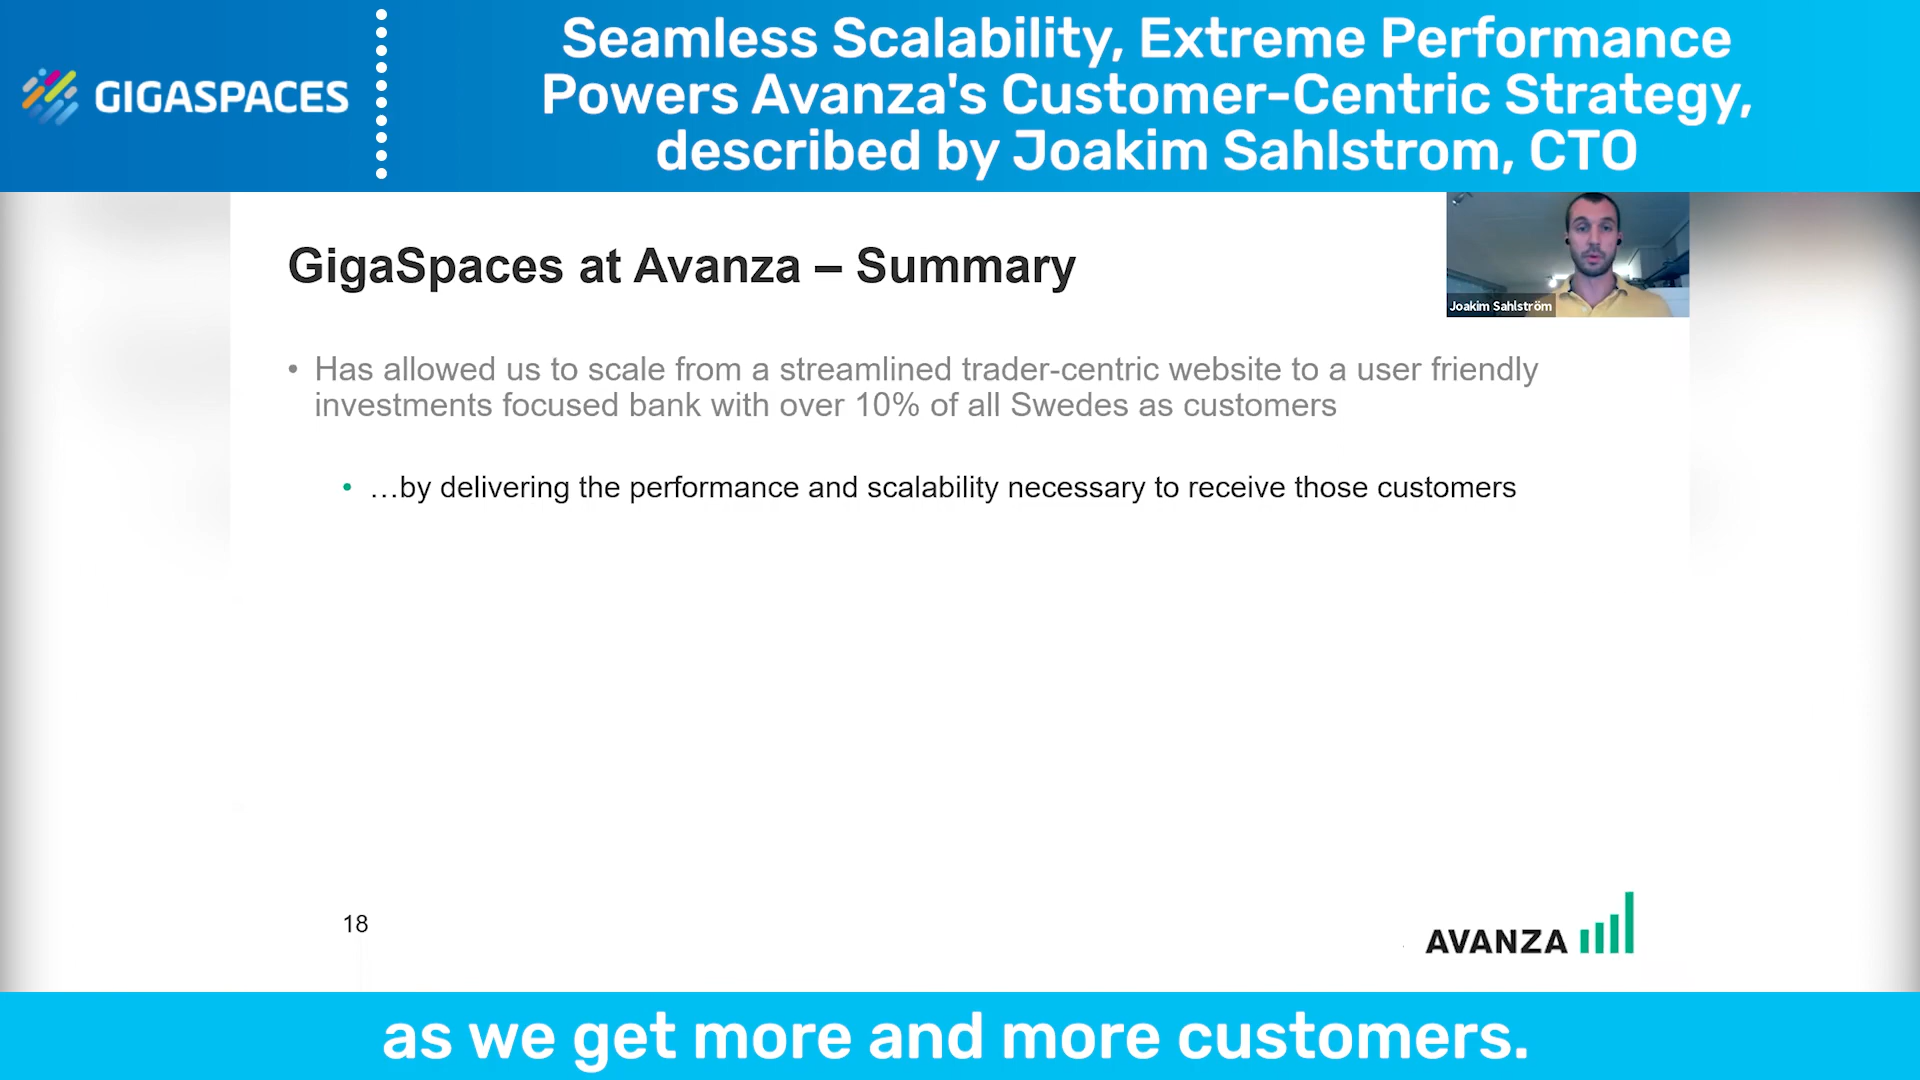 GIGASPACES
Seamless Scalability, Extreme Performance
Powers Avanza's Customer-Centric Strategy,
described by Joakim Sahlstrom, CTO
GigaSpaces at Avanza – Summary
Joakim Sahlström
• Has allowed us to scale from a streamlined trader-centric website to a user friendly
investments focused bank with over 10% of all Swedes as customers
• …by delivering the performance and scalability necessary to receive those customers
18
AVANZA
as we get more and more customers.